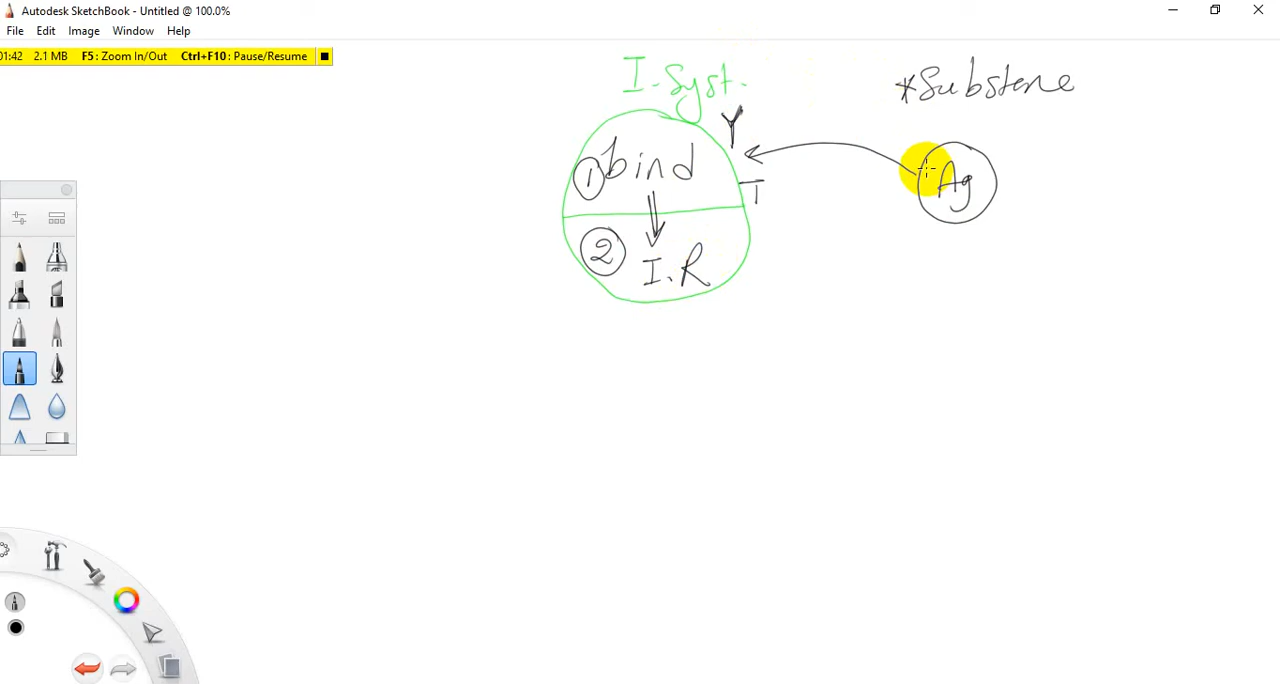 Autodesk SketchBook - Untitled @ 100.0%
File Edit Image Window Help
01:42 2.1 MB F5: Zoom In/Out Ctrl+F10: Pause/Resume
I. Syst.
*Substene
Y
① bind
T
Ag
② I.R